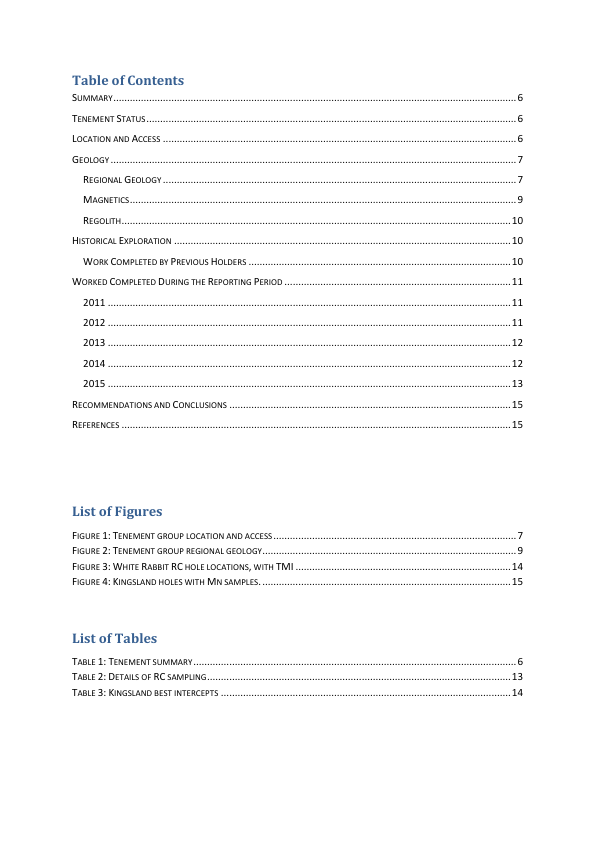 Table of Contents
Summary 6
Tenement Status 6
Location and Access 6
Geology 7
Regional Geology 7
Magnetics 9
Regolith 10
Historical Exploration 10
Work Completed by Previous Holders 10
Worked Completed During the Reporting Period 11
2011 11
2012 11
2013 12
2014 12
2015 13
Recommendations and Conclusions 15
References 15
List of Figures
Figure 1: Tenement group location and access 7
Figure 2: Tenement group regional geology 9
Figure 3: White Rabbit RC hole locations, with TMI 14
Figure 4: Kingsland holes with Mn samples. 15
List of Tables
Table 1: Tenement summary 6
Table 2: Details of RC sampling 13
Table 3: Kingsland best intercepts 14